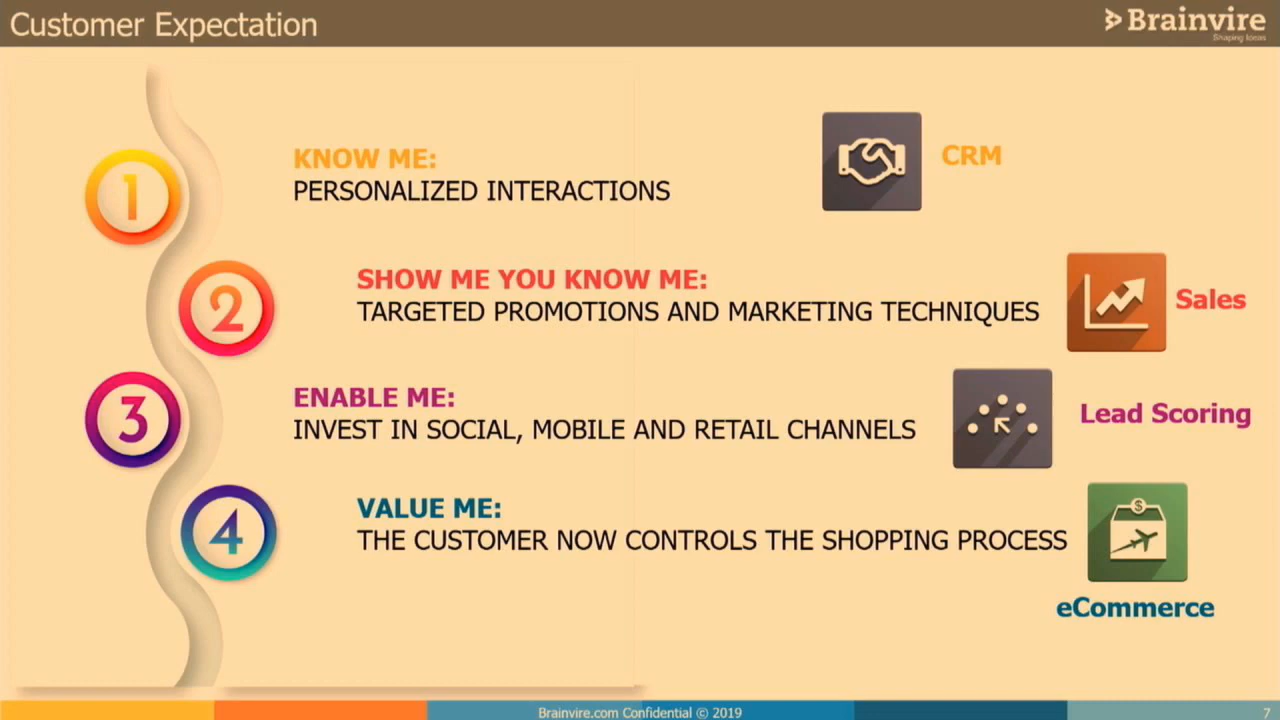 Customer Expectation
Brainvire
Shaping Ideas
1
KNOW ME:
PERSONALIZED INTERACTIONS
CRM
2
SHOW ME YOU KNOW ME:
TARGETED PROMOTIONS AND MARKETING TECHNIQUES
Sales
3
ENABLE ME:
INVEST IN SOCIAL, MOBILE AND RETAIL CHANNELS
Lead Scoring
4
VALUE ME:
THE CUSTOMER NOW CONTROLS THE SHOPPING PROCESS
$
eCommerce
Brainvire.com Confidential © 2019
7